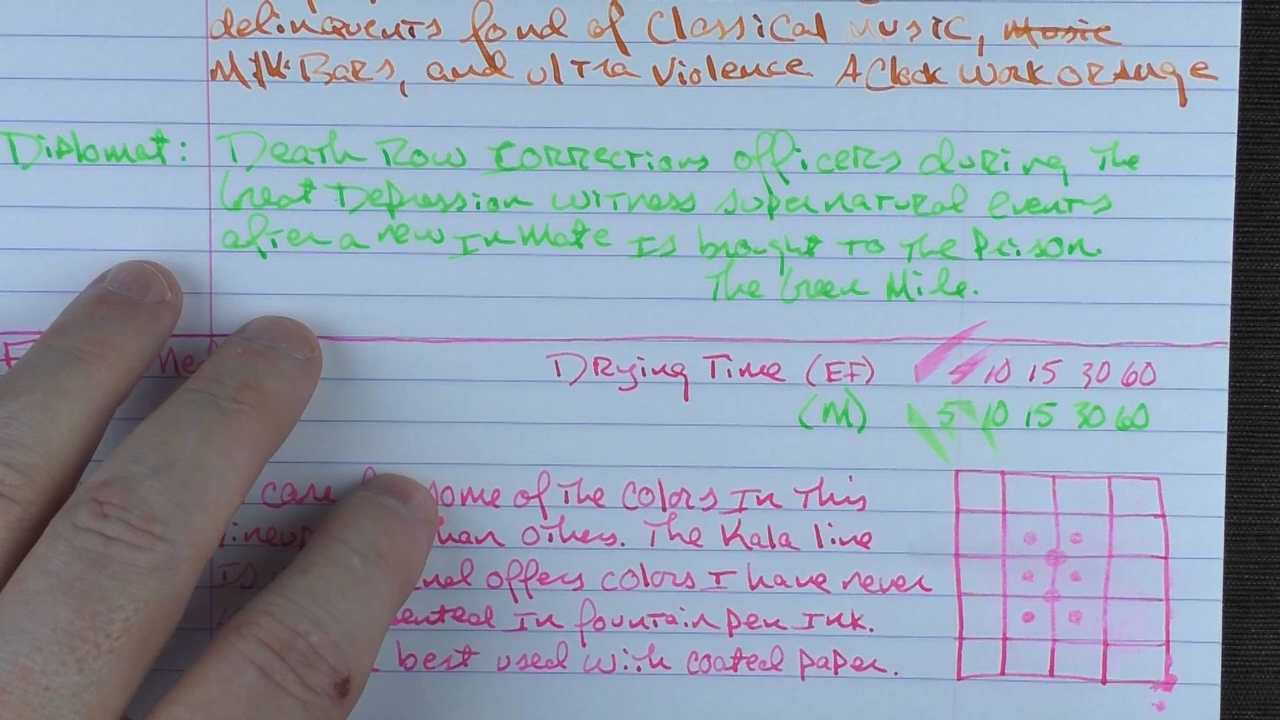 delinquents fond of Classical music, Music
Milk Bars, and ultra Violence A Clock work orange
Diplomat: Death Row corrections officers during the
Great Depression witness supernatural events
after a new Inmate Is brought to the Prison.
The Green Mile.
Drying Time (EF) 5 10 15 30 60
(M) 5 10 15 30 60
care some of The colors In This
than others. The Kala line
Is offers colors I have never
In fountain pen Ink.
best used with coated paper.